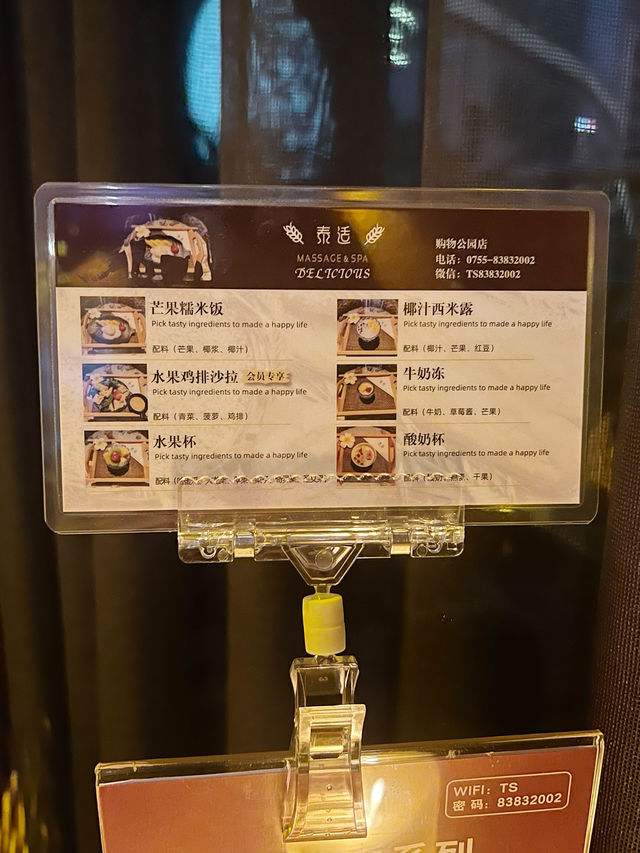 泰适
MASSAGE & SPA
DELICIOUS
购物公园店
电话：0755-83832002
微信：TS83832002
芒果糯米饭
Pick tasty ingredients to made a happy life
配料（芒果、椰浆、椰汁）
水果鸡排沙拉 会员专享
Pick tasty ingredients to made a happy life
配料（青菜、菠萝、鸡排）
水果杯
Pick tasty ingredients to made a happy life
配料
椰汁西米露
Pick tasty ingredients to made a happy life
配料（椰汁、芒果、红豆）
牛奶冻
Pick tasty ingredients to made a happy life
配料（牛奶、草莓酱、芒果）
酸奶杯
Pick tasty ingredients to made a happy life
配料 干果）
WIFI：TS
密 码：83832002
系列